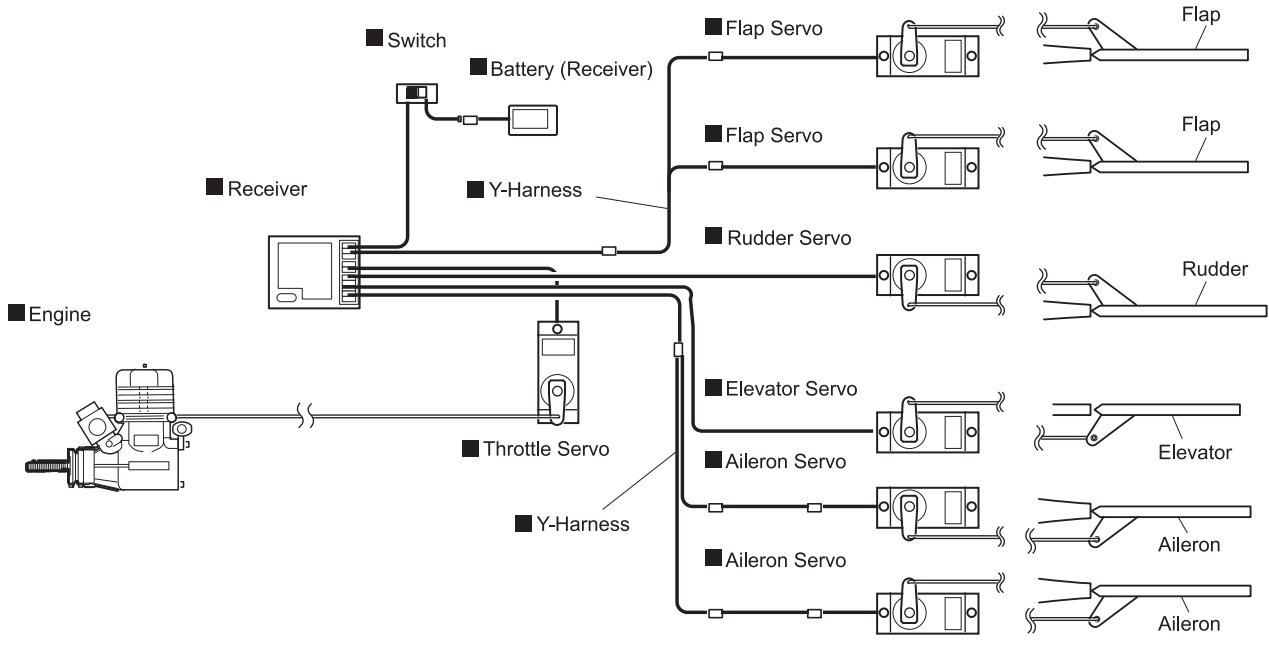 Flap
Flap Servo
Switch
Battery (Receiver)
Flap
Flap Servo
Receiver
Y-Harness
Rudder Servo
Rudder
Engine
Elevator Servo
Throttle Servo
Elevator
Aileron Servo
Y-Harness
Aileron
Aileron Servo
Aileron